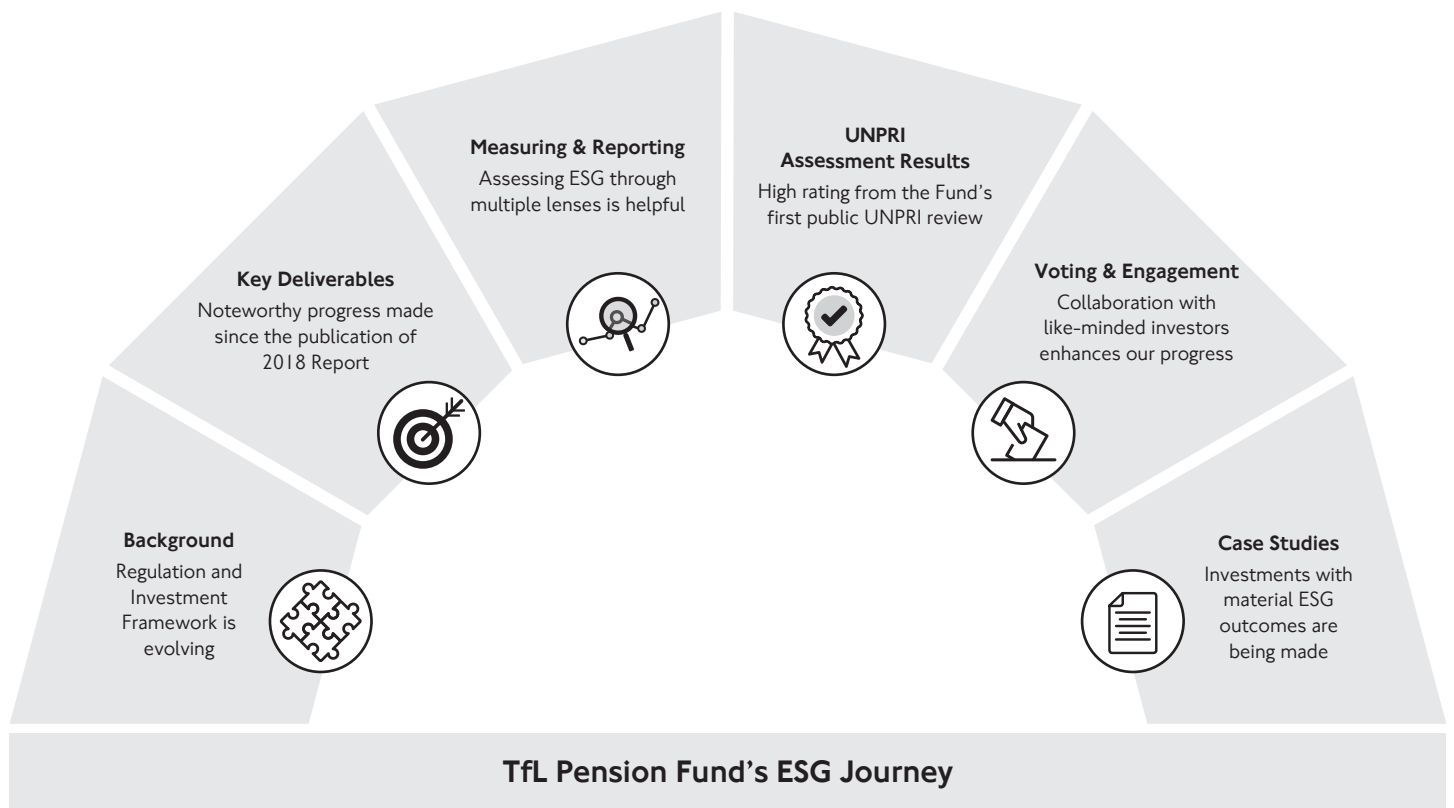 Background
Regulation and
Investment
Framework is
evolving
Key Deliverables
Noteworthy progress made
since the publication of
2018 Report
Measuring & Reporting
Assessing ESG through
multiple lenses is helpful
UNPRI
Assessment Results
High rating from the Fund’s
first public UNPRI review
Voting & Engagement
Collaboration with
like-minded investors
enhances our progress
Case Studies
Investments with
material ESG
outcomes are
being made
TfL Pension Fund’s ESG Journey